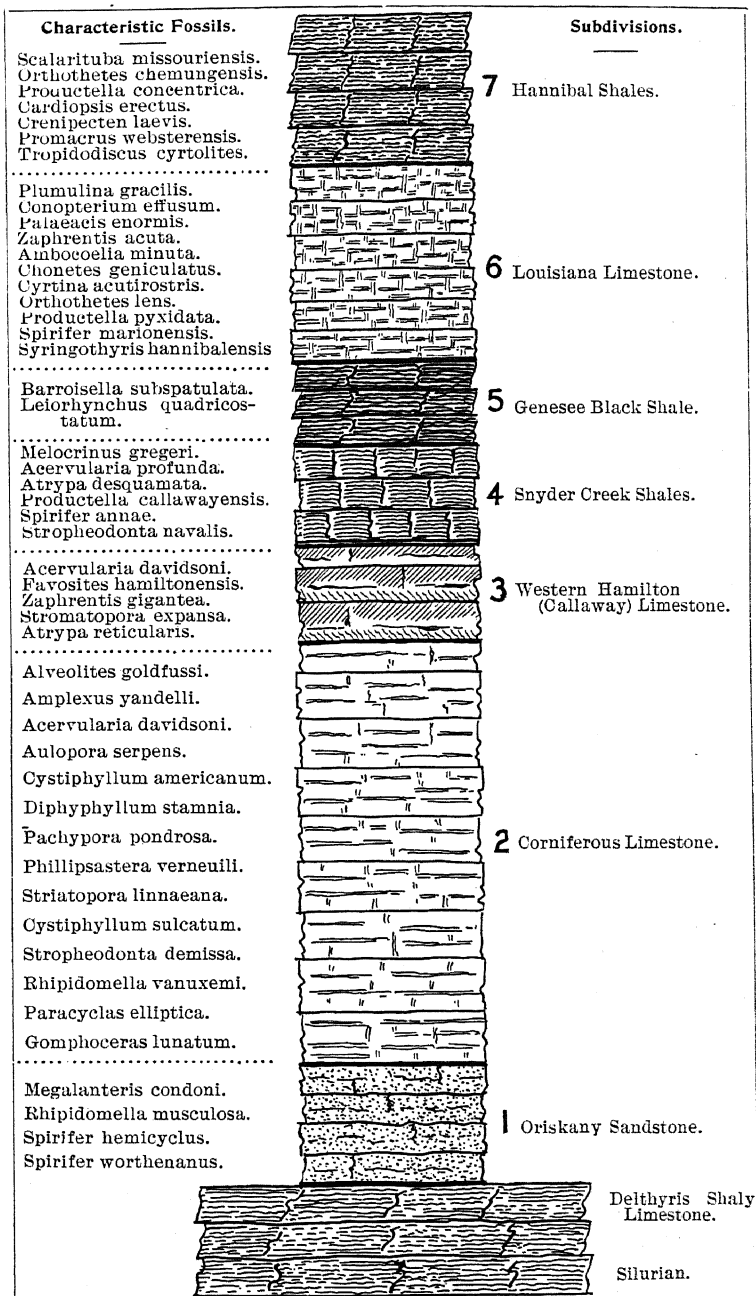 Characteristic Fossils.
Subdivisions.
Scalarituba missouriensis.
Orthothetes chemungensis.
Productella concentrica.
Cardiopsis erectus.
Crenipecten laevis.
Promacrus websterensis.
Tropidodiscus cyrtolites.
7 Hannibal Shales.
Plumulina gracilis.
Conopterium effusum.
Palaeacis enormis.
Zaphrentis acuta.
Ambocoelia minuta.
Chonetes geniculatus.
Cyrtina acutirostris.
Orthothetes lens.
Productella pyxidata.
Spirifer marionensis.
Syringothyris hannibalensis
6 Louisiana Limestone.
Barroisella subspatulata.
Leiorhynchus quadricos-
tatum.
5 Genesee Black Shale.
Melocrinus gregeri.
Acervularia profunda.
Atrypa desquamata.
Productella callawayensis.
Spirifer annae.
Stropheodonta navalis.
4 Snyder Creek Shales.
Acervularia davidsoni.
Favosites hamiltonensis.
Zaphrentis gigantea.
Stromatopora expansa.
Atrypa reticularis.
3 Western Hamilton
(Callaway) Limestone.
Alveolites goldfussi.
Amplexus yandelli.
Acervularia davidsoni.
Aulopora serpens.
Cystiphyllum americanum.
Diphyphyllum stamnia.
Pachypora pondrosa.
Phillipsastera verneuili.
Striatopora linnaeana.
Cystiphyllum sulcatum.
Stropheodonta demissa.
Rhipidomella vanuxemi.
Paracyclas elliptica.
Gomphoceras lunatum.
2 Corniferous Limestone.
Megalanteris condoni.
Rhipidomella musculosa.
Spirifer hemicyclus.
Spirifer worthenanus.
1 Oriskany Sandstone.
Delthyris Shaly
Limestone.
Silurian.